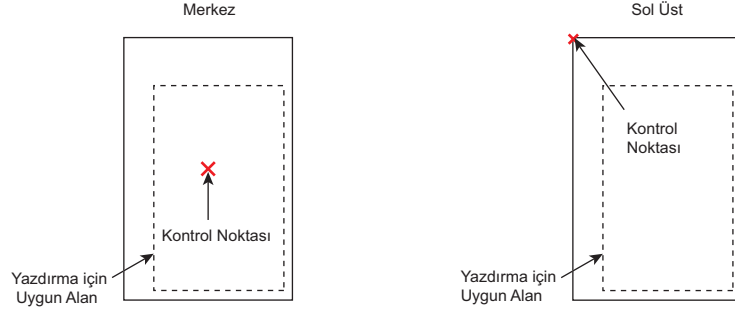 Merkez
Kontrol Noktası
Yazdırma için
Uygun Alan
Sol Üst
Kontrol
Noktası
Yazdırma için
Uygun Alan